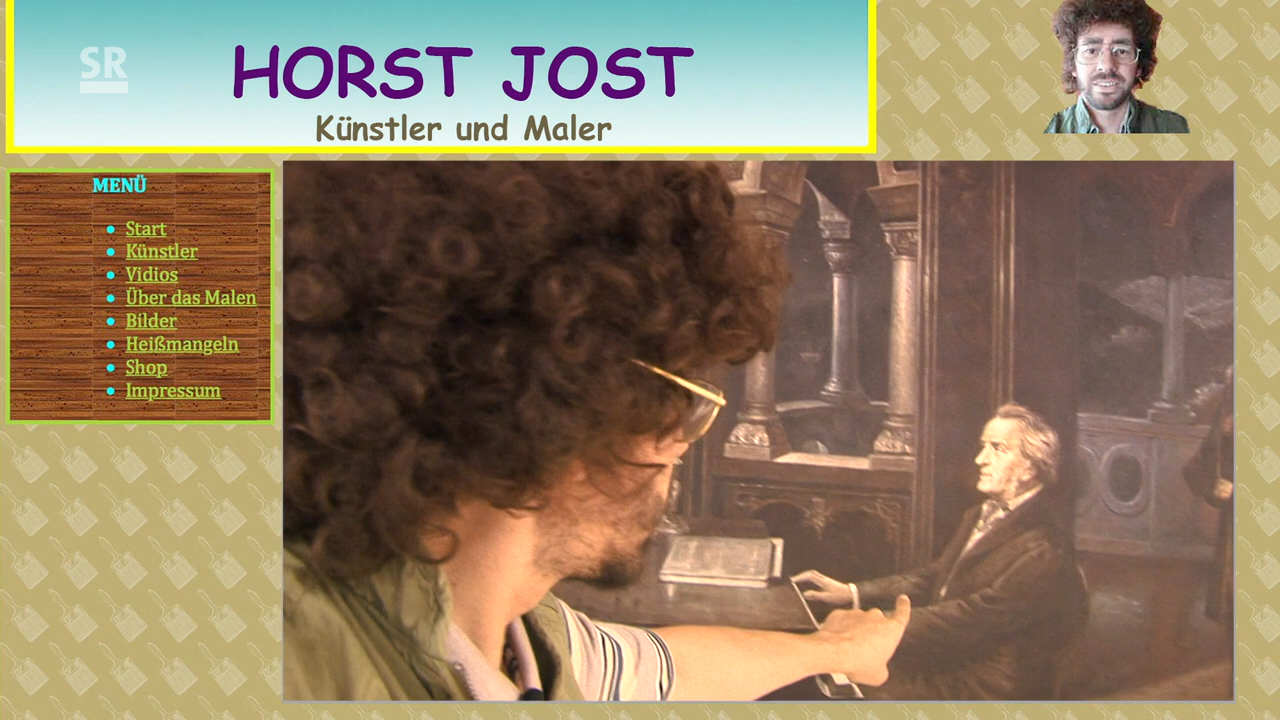 SR
HORST JOST
Künstler und Maler
MENÜ
Start
Künstler
Vidios
Über das Malen
Bilder
Heißmangeln
Shop
Impressum